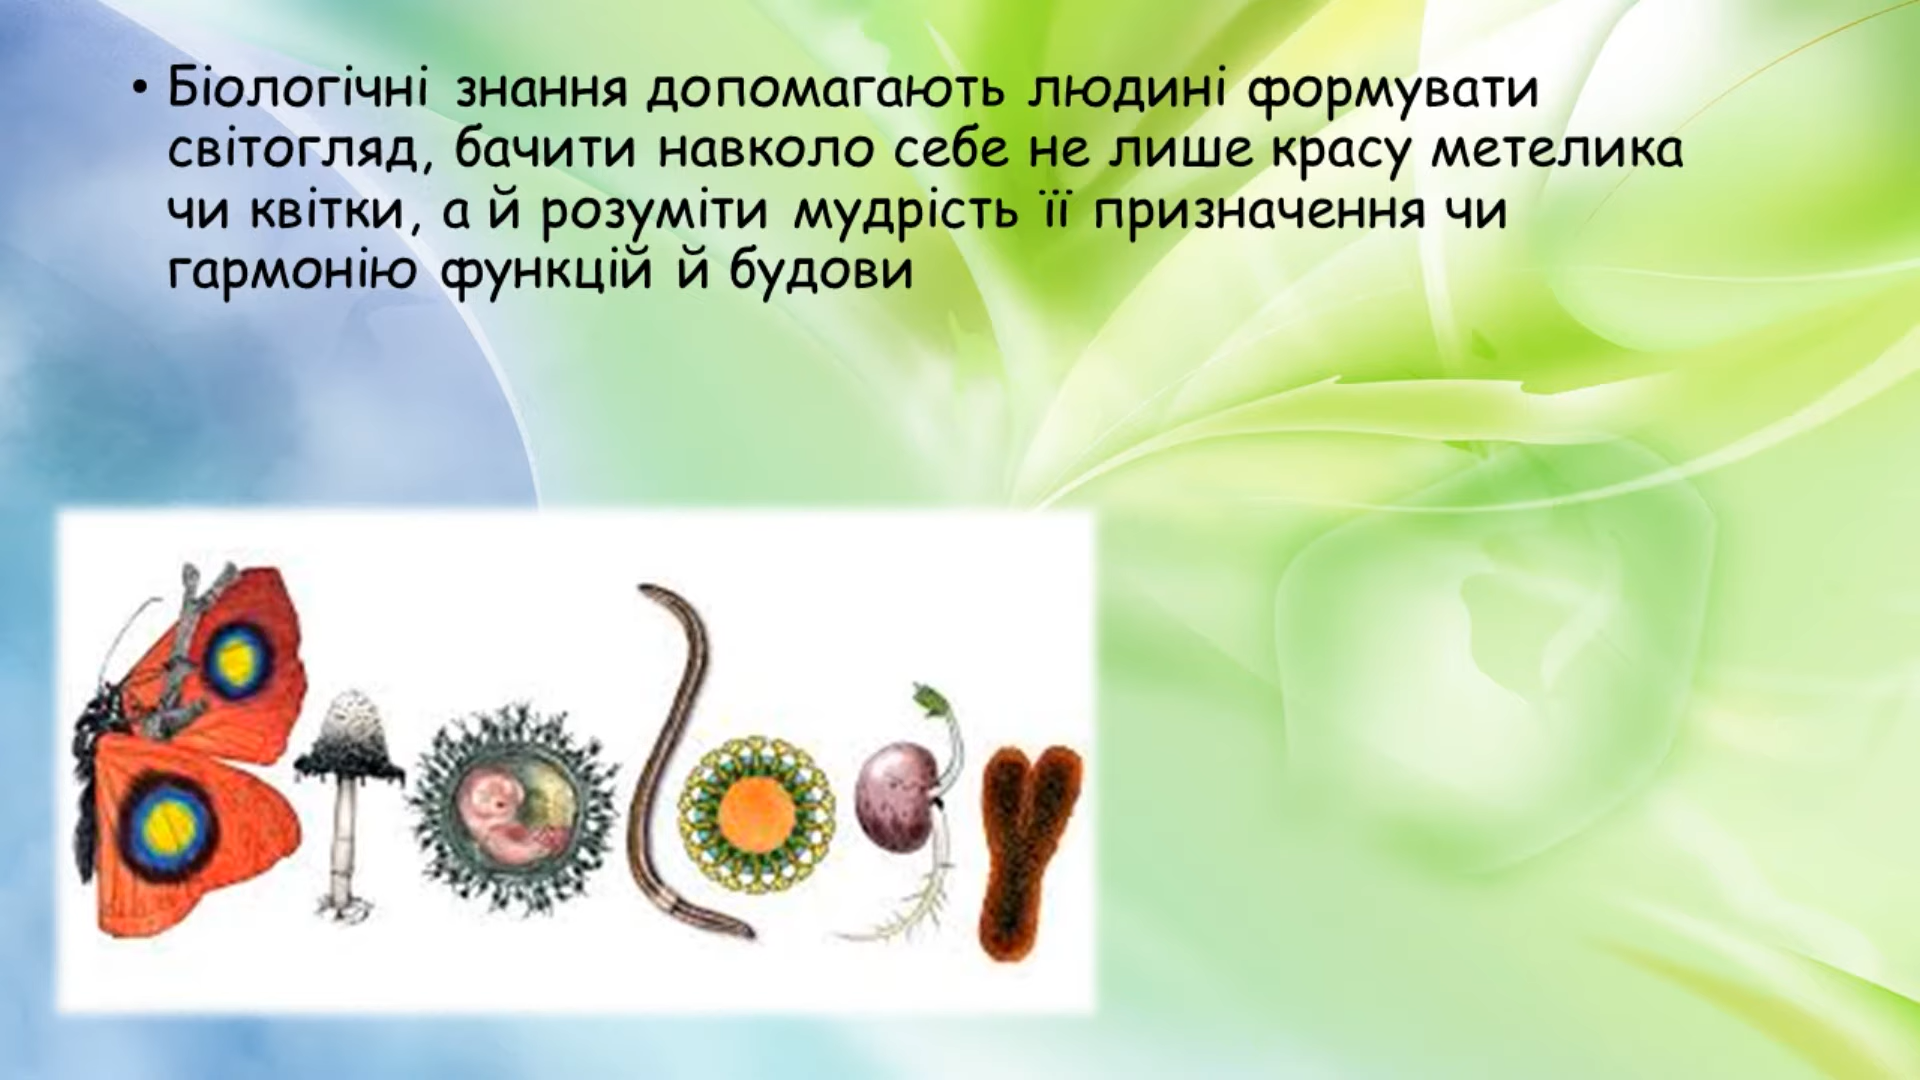 • Біологічні знання допомагають людині формувати
світогляд, бачити навколо себе не лише красу метелика
чи квітки, а й розуміти мудрість її призначення чи
гармонію функцій й будови
Biology